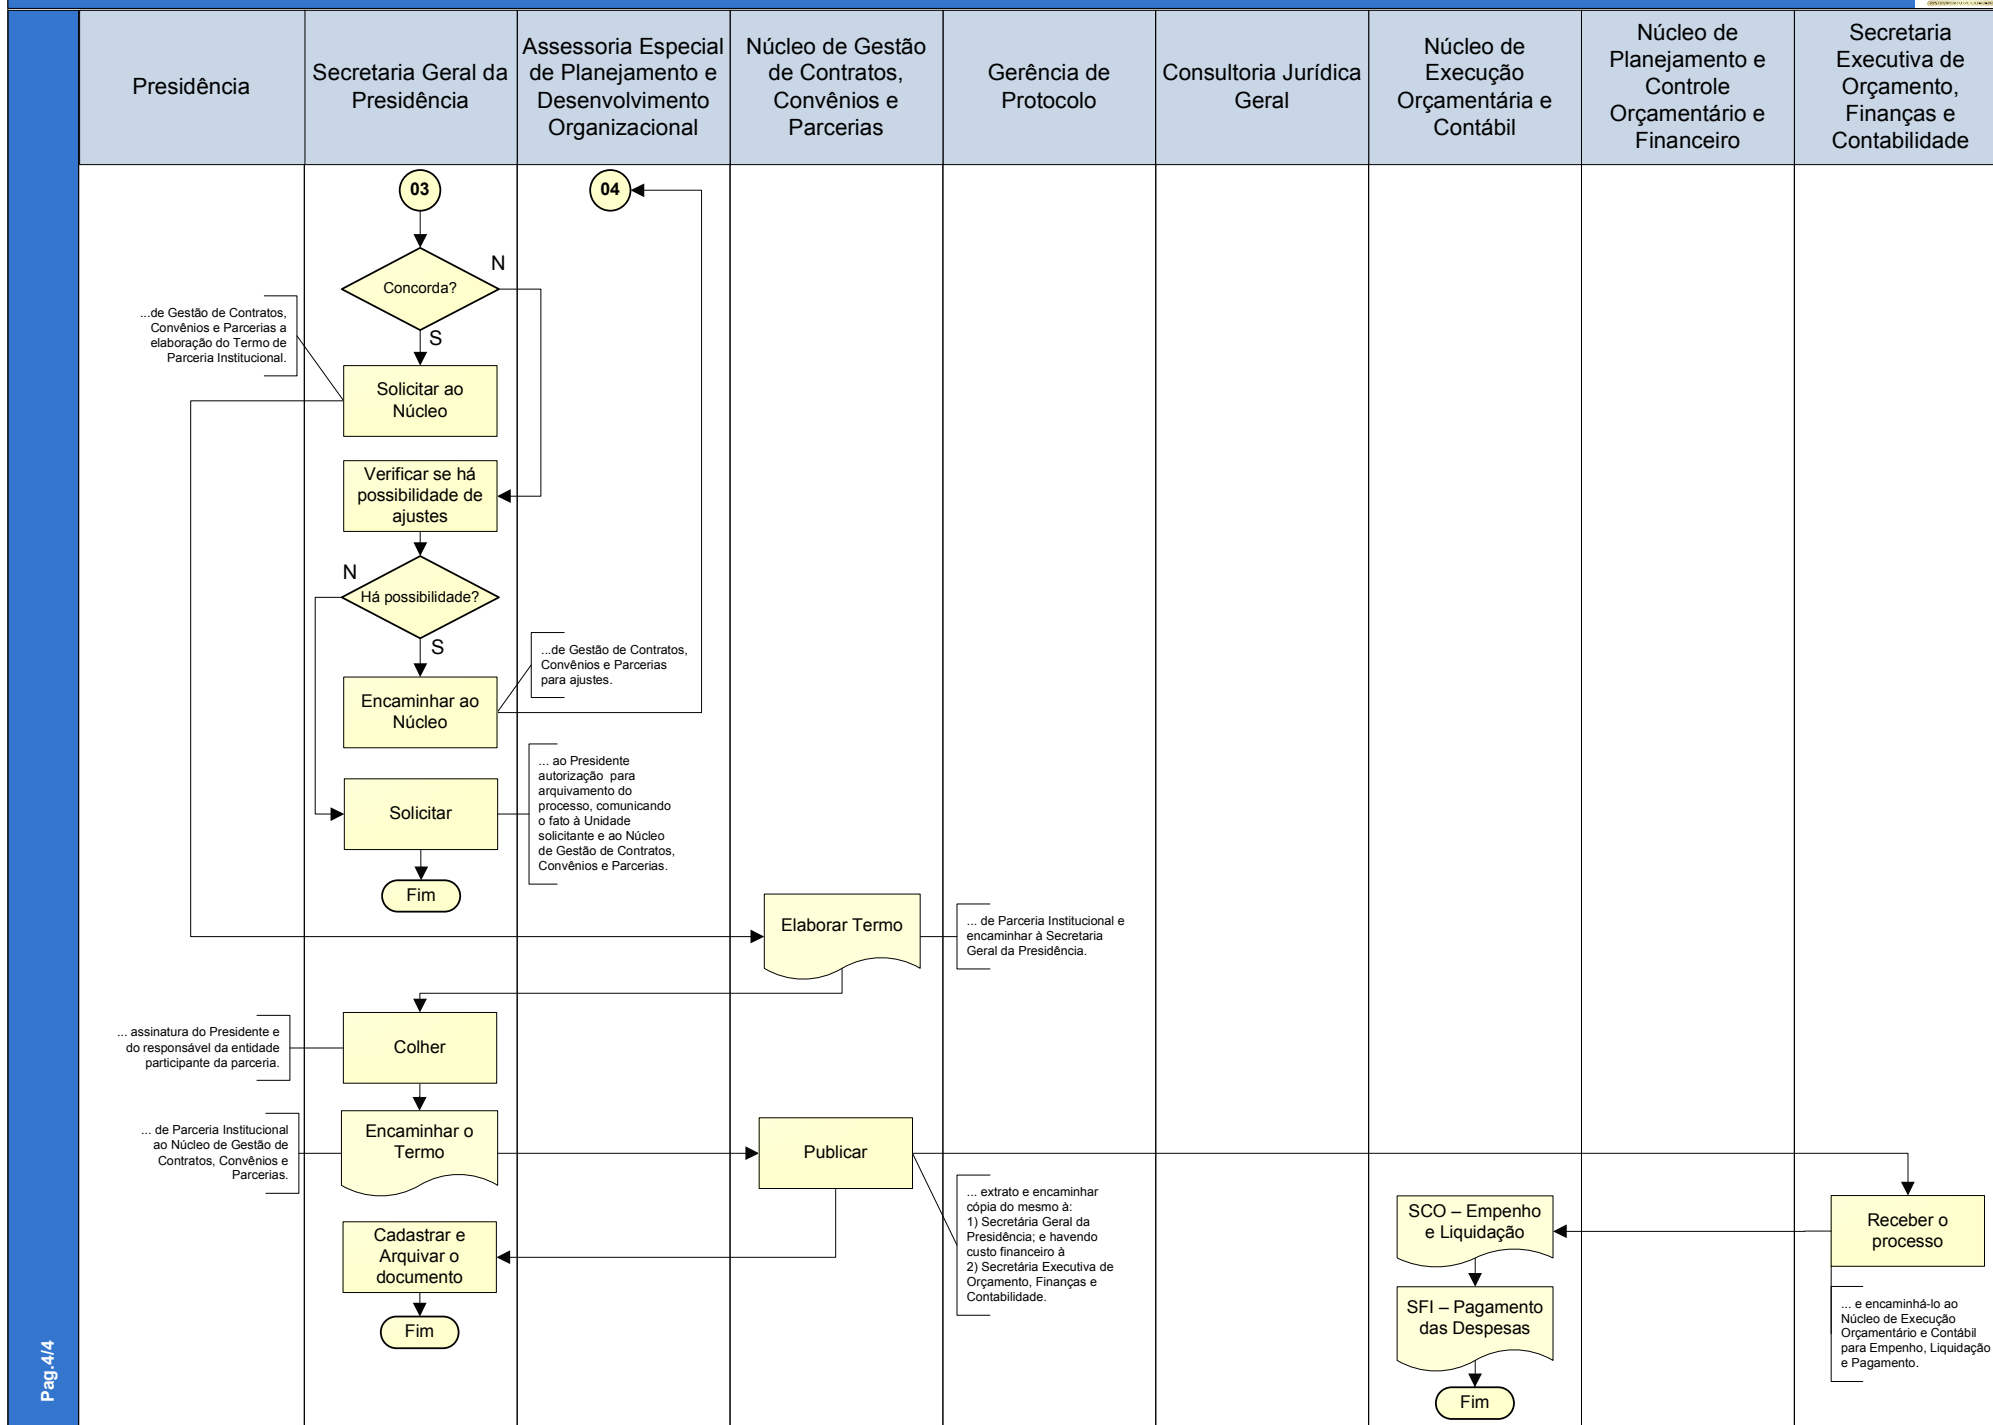 Presidência
Secretaria Geral da
Presidência
Assessoria Especial
de Planejamento e
Desenvolvimento
Organizacional
Núcleo de Gestão
de Contratos,
Convênios e
Parcerias
Gerência de
Protocolo
Consultoria Jurídica
Geral
Núcleo de
Execução
Orçamentária e
Contábil
Núcleo de
Planejamento e
Controle
Orçamentário e
Financeiro
Secretaria
Executiva de
Orçamento,
Finanças e
Contabilidade
03
04
Concorda?
N
S
...de Gestão de Contratos,
Convênios e Parcerias a
elaboração do Termo de
Parceria Institucional.
Solicitar ao
Núcleo
Verificar se há
possibilidade de
ajustes
N
Há possibilidade?
S
...de Gestão de Contratos,
Convênios e Parcerias
para ajustes.
Encaminhar ao
Núcleo
... ao Presidente
autorização para
arquivamento do
processo, comunicando
o fato à Unidade
solicitante e ao Núcleo
de Gestão de Contratos,
Convênios e Parcerias.
Solicitar
Fim
Elaborar Termo
... de Parceria Institucional e
encaminhar à Secretaria
Geral da Presidência.
... assinatura do Presidente e
do responsável da entidade
participante da parceria.
Colher
... de Parceria Institucional
ao Núcleo de Gestão de
Contratos, Convênios e
Parcerias.
Encaminhar o
Termo
Publicar
... extrato e encaminhar
cópia do mesmo à:
1) Secretária Geral da
Presidência; e havendo
custo financeiro à
2) Secretária Executiva de
Orçamento, Finanças e
Contabilidade.
SCO – Empenho
e Liquidação
Receber o
processo
Cadastrar e
Arquivar o
documento
Fim
SFI – Pagamento
das Despesas
... e encaminhá-lo ao
Núcleo de Execução
Orçamentário e Contábil
para Empenho, Liquidação
e Pagamento.
Fim
Pag.4/4